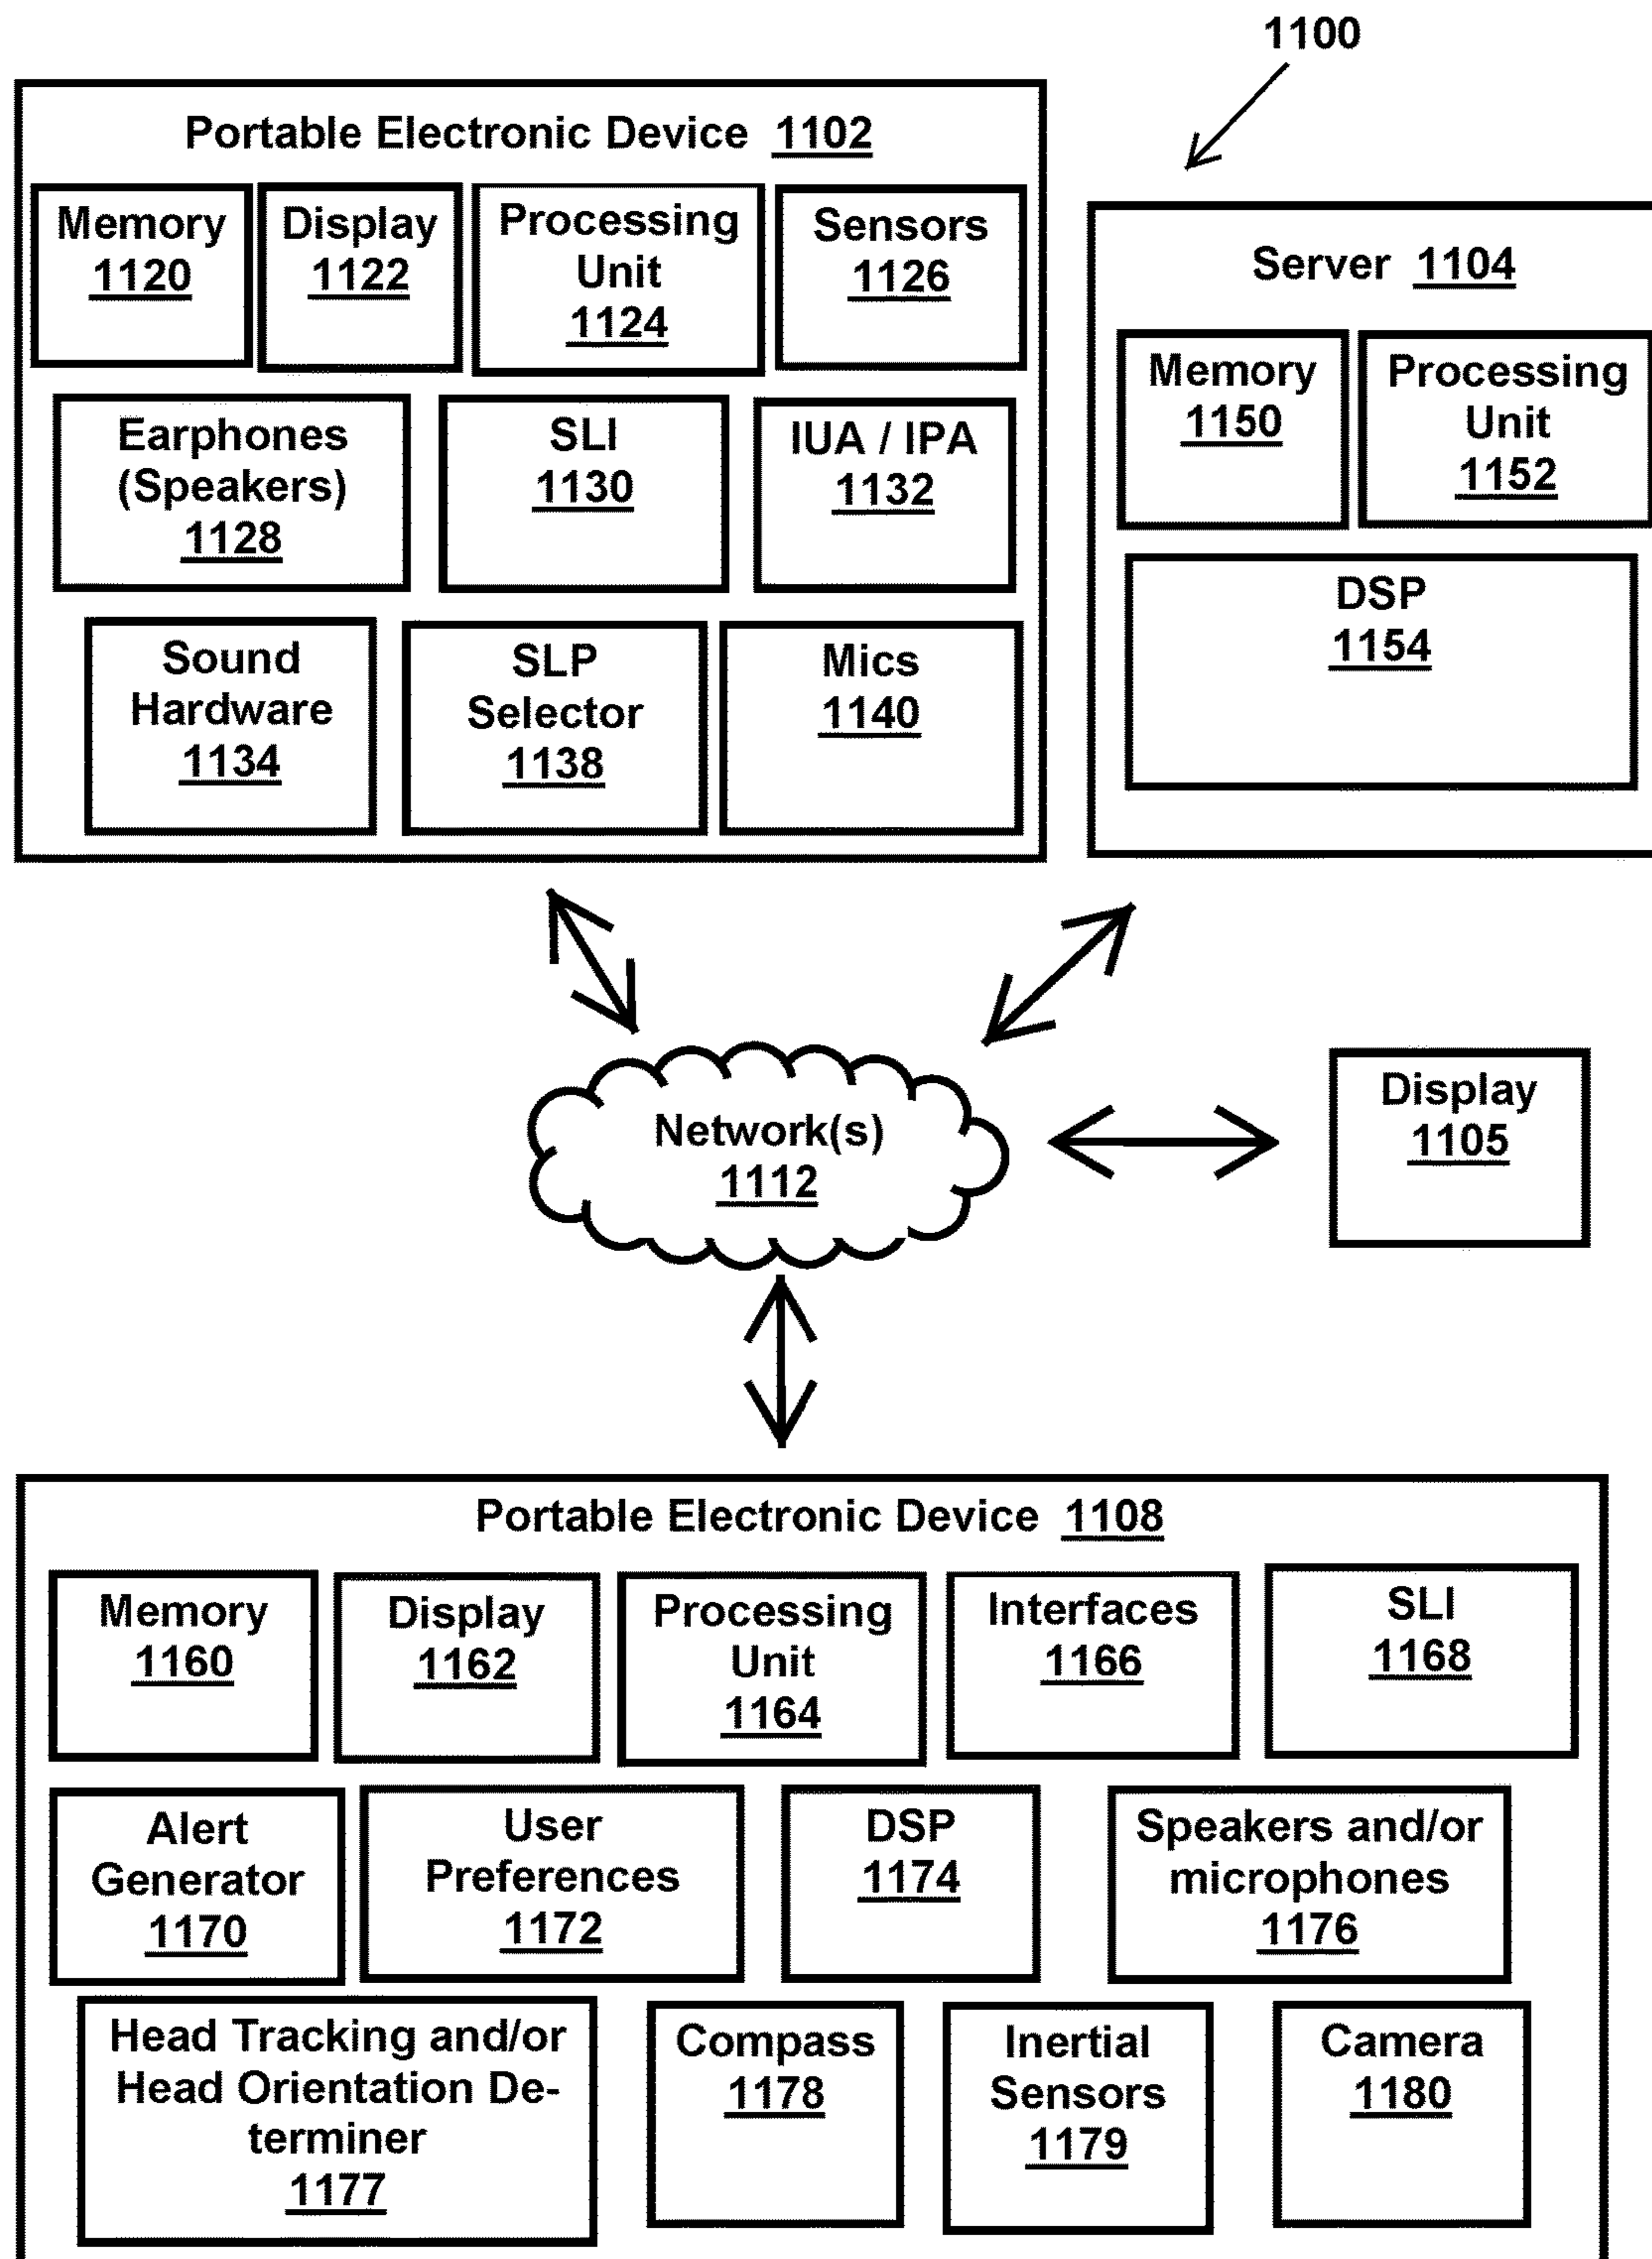 1100
Portable Electronic Device 1102
Memory
1120
Display
1122
Processing
Unit
1124
Sensors
1126
Earphones
(Speakers)
1128
SLI
1130
IUA / IPA
1132
Sound
Hardware
1134
SLP
Selector
1138
Mics
1140
Server 1104
Memory
1150
Processing
Unit
1152
DSP
1154
Network(s)
1112
Display
1105
Portable Electronic Device 1108
Memory
1160
Display
1162
Processing
Unit
1164
Interfaces
1166
SLI
1168
Alert
Generator
1170
User
Preferences
1172
DSP
1174
Speakers and/or
microphones
1176
Head Tracking and/or
Head Orientation De-
terminer
1177
Compass
1178
Inertial
Sensors
1179
Camera
1180